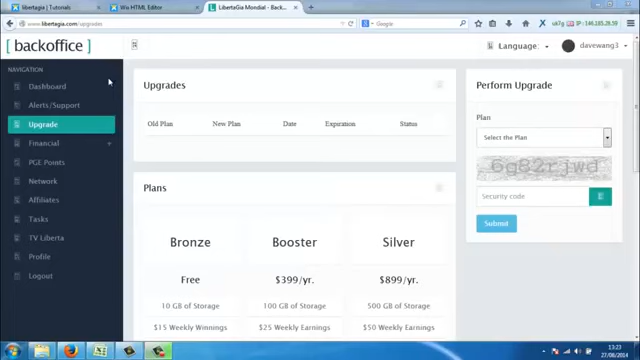 libertagia | Tutorials
Wu HTML Editor
LibertaGia Mondial - Back...
www.libertagia.com/upgrades
Google
uk7g
IP: 146.185.28.59
[ backoffice ]
Language:
davewang3
NAVIGATION
Dashboard
Alerts/Support
Upgrade
Financial
PGE Points
Network
Affiliates
Tasks
TV Liberta
Profile
Logout
Upgrades
Old Plan New Plan Date Expiration Status
Plans
Bronze Booster Silver
Free $399/yr. $899/yr.
10 GB of Storage 100 GB of Storage 500 GB of Storage
$15 Weekly Winnings $25 Weekly Earnings $50 Weekly Earnings
Perform Upgrade
Plan
Select the Plan
6g82rjwd
Security code
Submit
13:23
27/08/2014